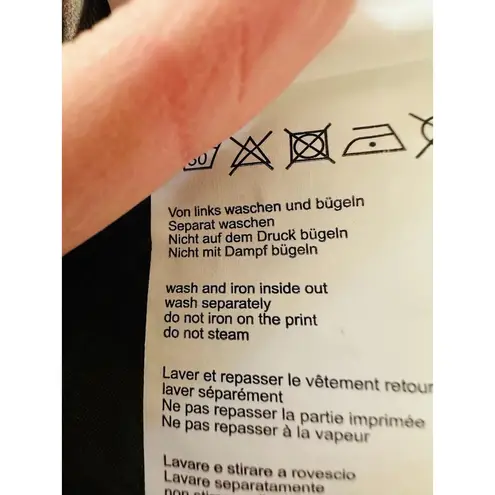 Von links waschen und bügeln
Separat waschen
Nicht auf dem Druck bügeln
Nicht mit Dampf bügeln
wash and iron inside out
wash separately
do not iron on the print
do not steam
Laver et repasser le vêtement retour
laver séparément
Ne pas repasser la partie imprimée
Ne pas repasser à la vapeur
Lavare e stirare a rovescio
Lavare separatamente
non